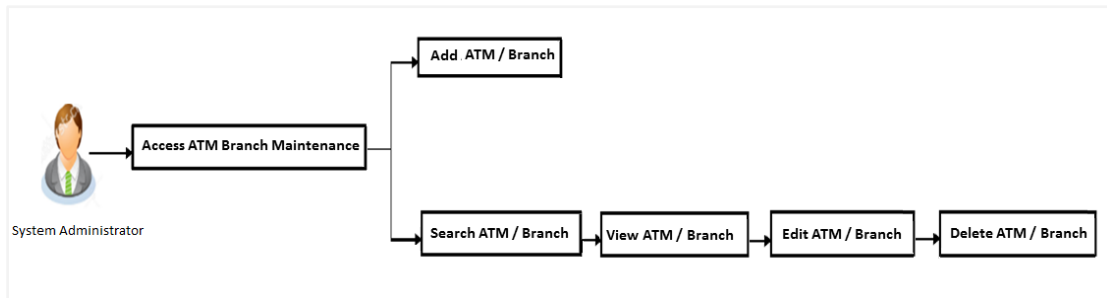 Add ATM / Branch
Access ATM Branch Maintenance
System Administrator
Search ATM / Branch
View ATM / Branch
Edit ATM / Branch
Delete ATM / Branch